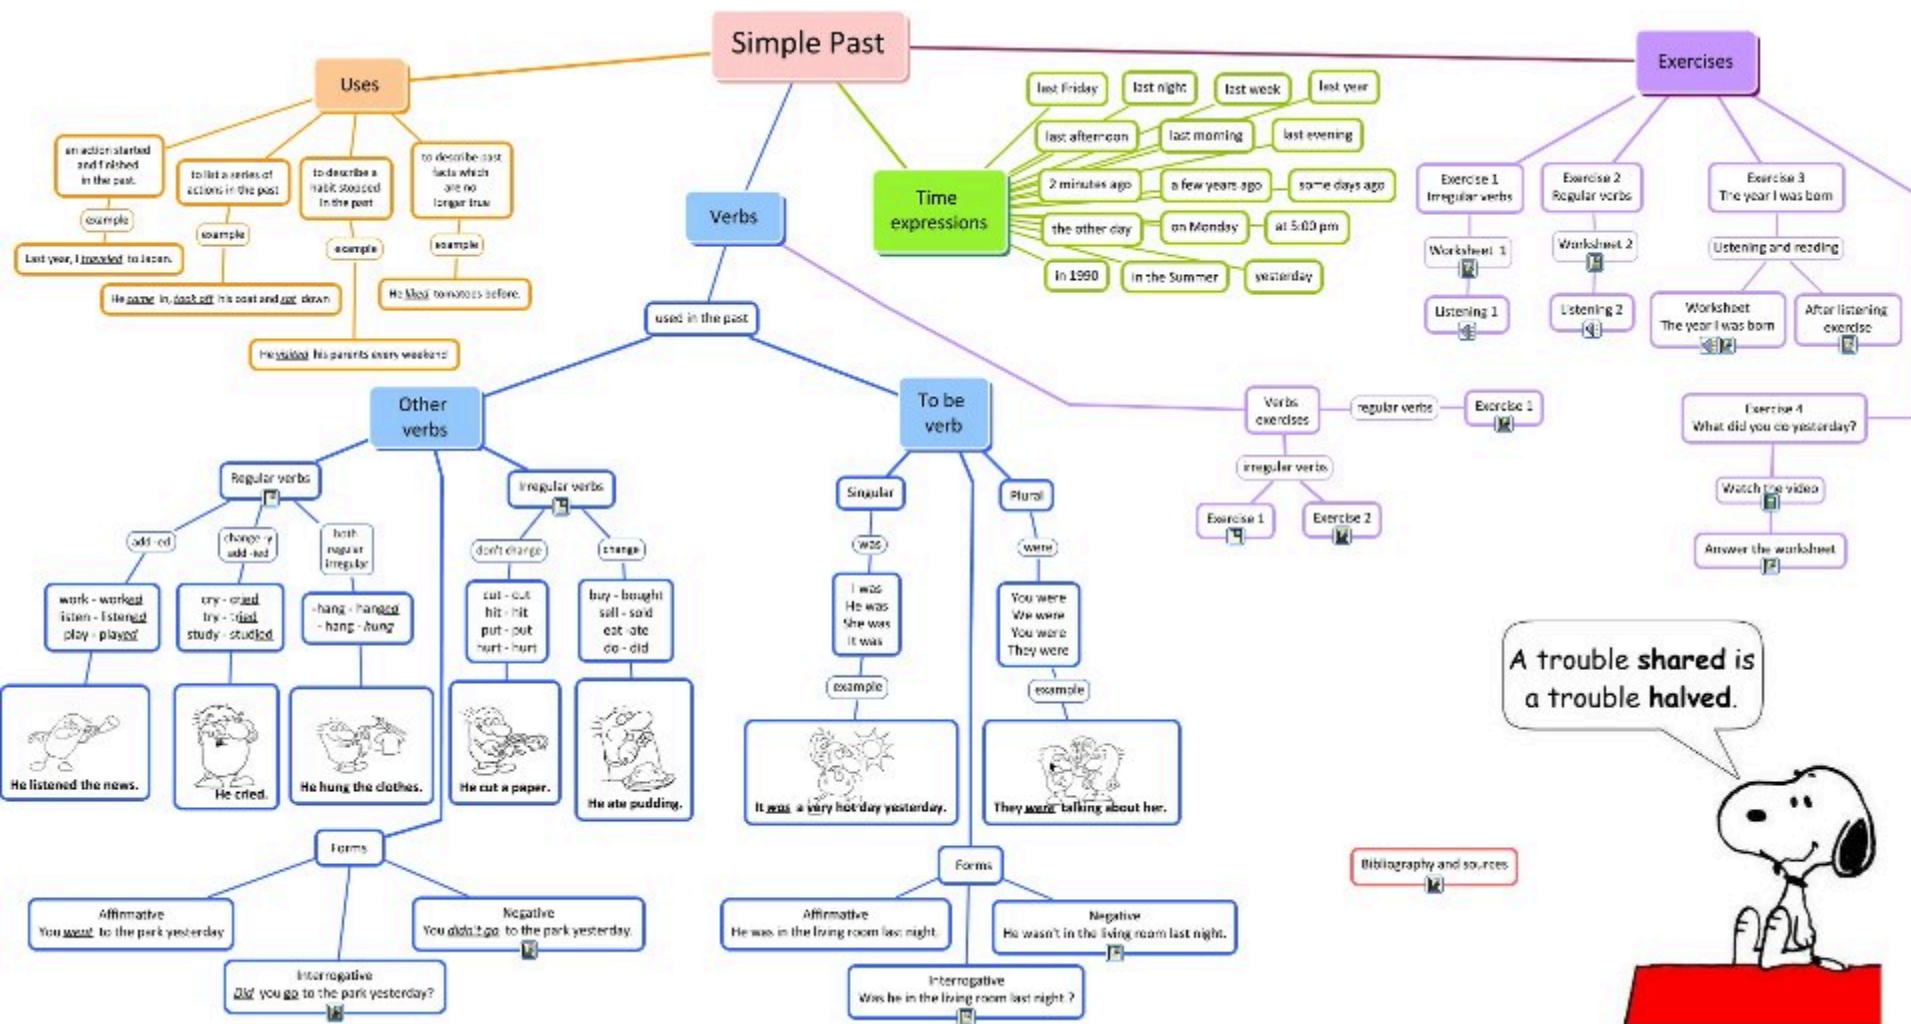 Simple Past
Uses
an action started
and finished
in the past.
example
Last year, I traveled to Japan.
to list a series of
actions in the past
example
He came in, took off his coat and sat down
to describe a
habit stopped
in the past
example
He visited his parents every weekend
to describe past
facts which
are no
longer true
example
He liked tomatoes before.
Verbs
used in the past
Time
expressions
last Friday
last night
last week
last year
last afternoon
last morning
last evening
2 minutes ago
a few years ago
some days ago
the other day
on Monday
at 5:00 pm
in 1990
in the Summer
yesterday
Exercises
Exercise 1
Irregular verbs
Worksheet 1
Listening 1
Exercise 2
Regular verbs
Worksheet 2
Listening 2
Exercise 3
The year I was born
Listening and reading
Worksheet
The year I was born
After listening
exercise
Exercise 4
What did you do yesterday?
Watch the video
Answer the worksheet
Verbs
exercises
regular verbs
Exercise 1
irregular verbs
Exercise 1
Exercise 2
Other
verbs
Regular verbs
add -ed
work - worked
listen - listened
play - played
He listened the news.
change -y
add -ied
cry - cried
try - tried
study - studied
He cried.
both
regular
irregular
-hang - hanged
- hang - hung
He hung the clothes.
Irregular verbs
don't change
cut - cut
hit - hit
put - put
hurt - hurt
He cut a paper.
change
buy - bought
sell - sold
eat -ate
do - did
He ate pudding.
Forms
Affirmative
You went to the park yesterday
Interrogative
Did you go to the park yesterday?
Negative
You didn't go to the park yesterday.
To be
verb
Singular
was
I was
He was
She was
It was
example
It was a very hot day yesterday.
Plural
were
You were
We were
You were
They were
example
They were talking about her.
Forms
Affirmative
He was in the living room last night.
Interrogative
Was he in the living room last night ?
Negative
He wasn't in the living room last night.
A trouble shared is
a trouble halved.
Bibliography and sources